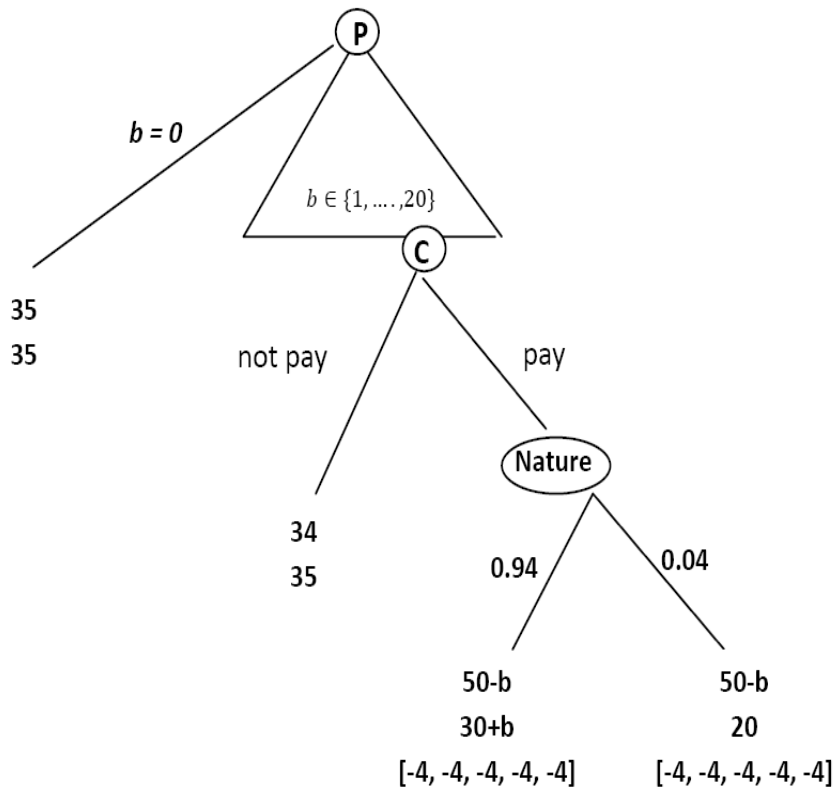 P
b = 0
b ∈ {1, ....,20}
C
35
35
not pay
pay
Nature
34
35
0.94
0.04
50-b
30+b
[-4, -4, -4, -4, -4]
50-b
20
[-4, -4, -4, -4, -4]